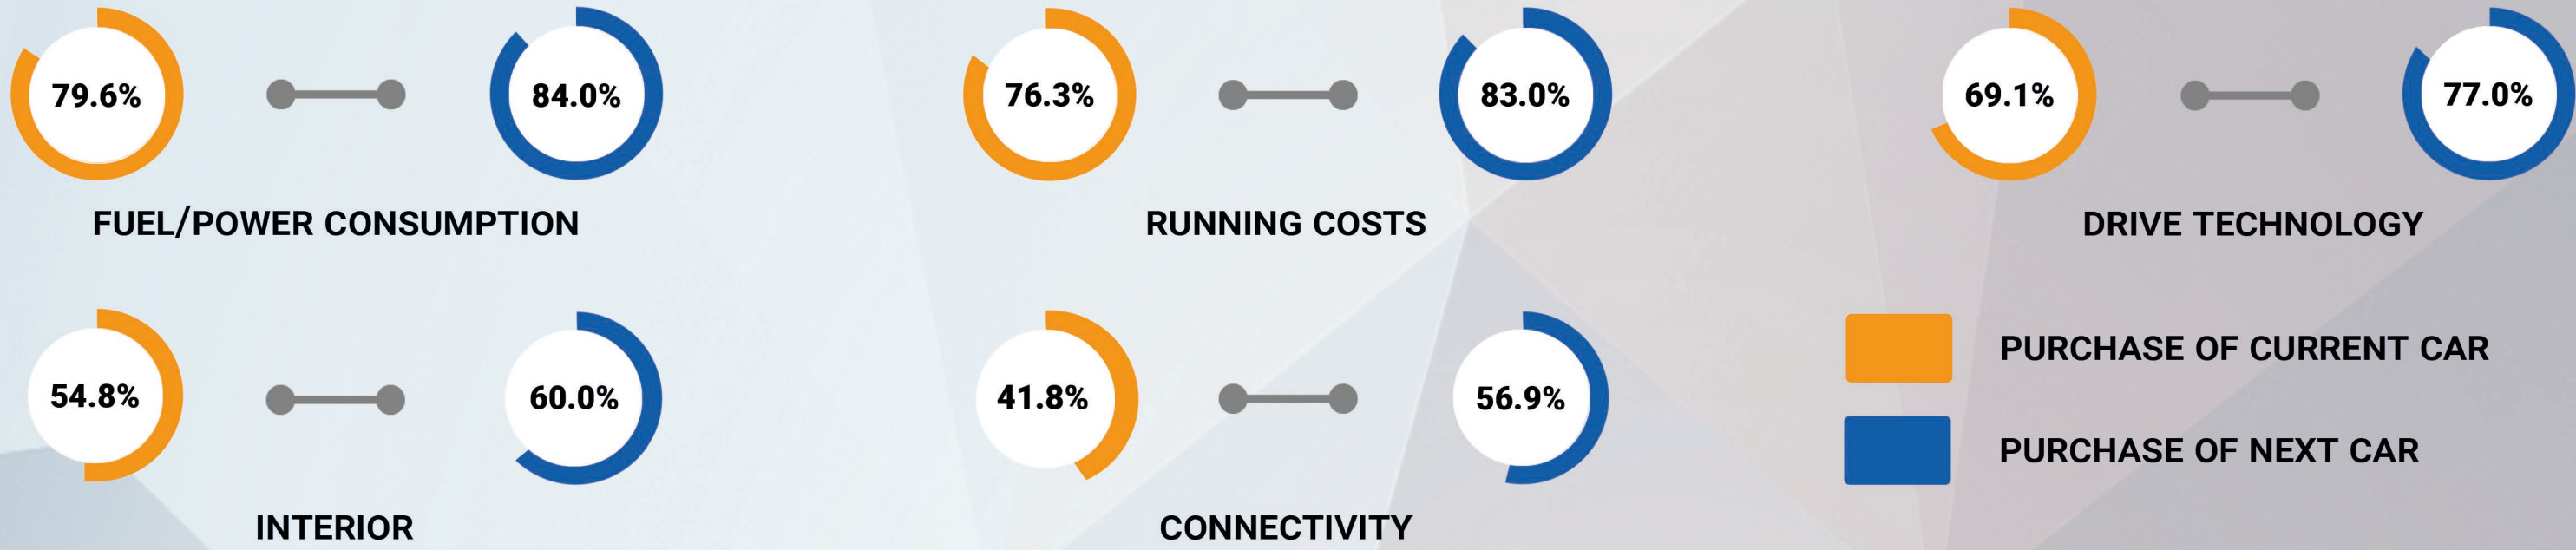 79.6%
84.0%
FUEL/POWER CONSUMPTION
76.3%
83.0%
RUNNING COSTS
69.1%
77.0%
DRIVE TECHNOLOGY
54.8%
60.0%
INTERIOR
41.8%
56.9%
CONNECTIVITY
PURCHASE OF CURRENT CAR
PURCHASE OF NEXT CAR